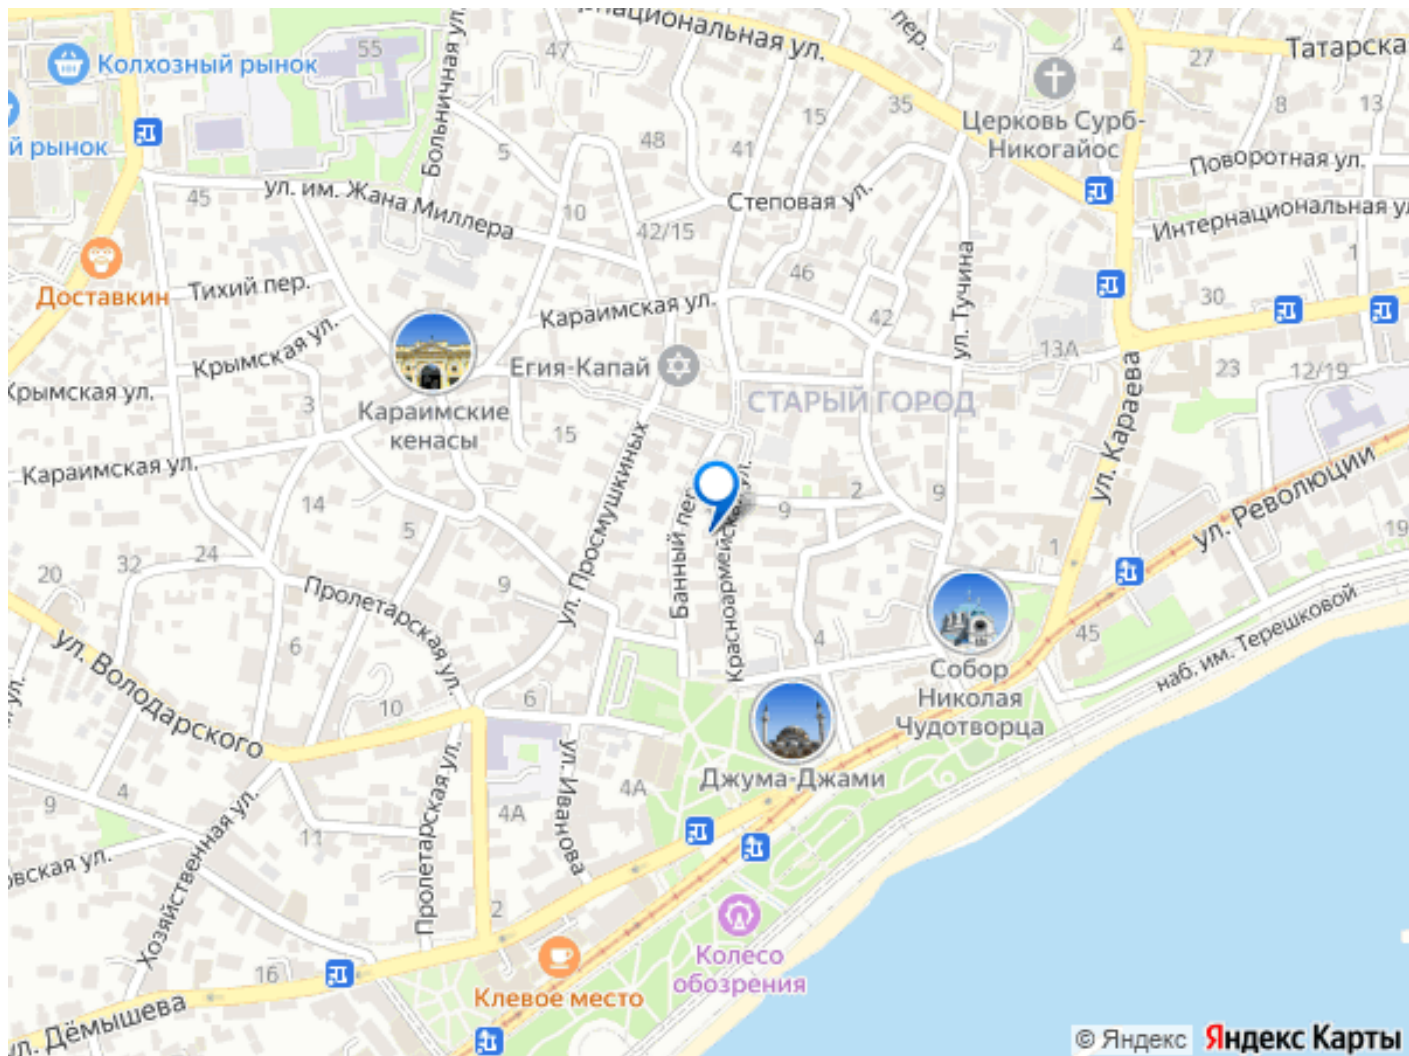 рнациональная ул.
пер.
Татарска
55
47
4
27
Колхозный рынок
Больничная ул.
8
13
35
15
й рынок
Церковь Сурб-
Никогайос
48
41
5
Поворотная ул.
45
ул. им. Жана Миллера
10
Степовая ул.
42/15
Интернациональная ул
1
Тихий пер.
46
ул. Тучина
Доставкин
Караимская ул.
30
42
Крымская ул.
13А
Егия-Капай
23
12/19
Крымская ул.
3
Караимские
кенасы
СТАРЫЙ ГОРОД
15
ул. Просмушкиных
ул. Караева
Караимская ул.
14
Банный пер.
Красноармейская ул.
2
9
9
ул. Революции
5
19
24
32
20
1
9
Пролетарская ул.
6
4
45
наб. им. Терешковой
ул. Володарского
Собор
Николая
Чудотворца
6
10
Джума-Джами
ул. Иванова
4А
4А
9
4
11
Пролетарская ул.
Хозяйственная ул.
овская ул.
2
Колесо
обозрения
16
Клевое место
ул. Дёмышева
© Яндекс Яндекс Карты